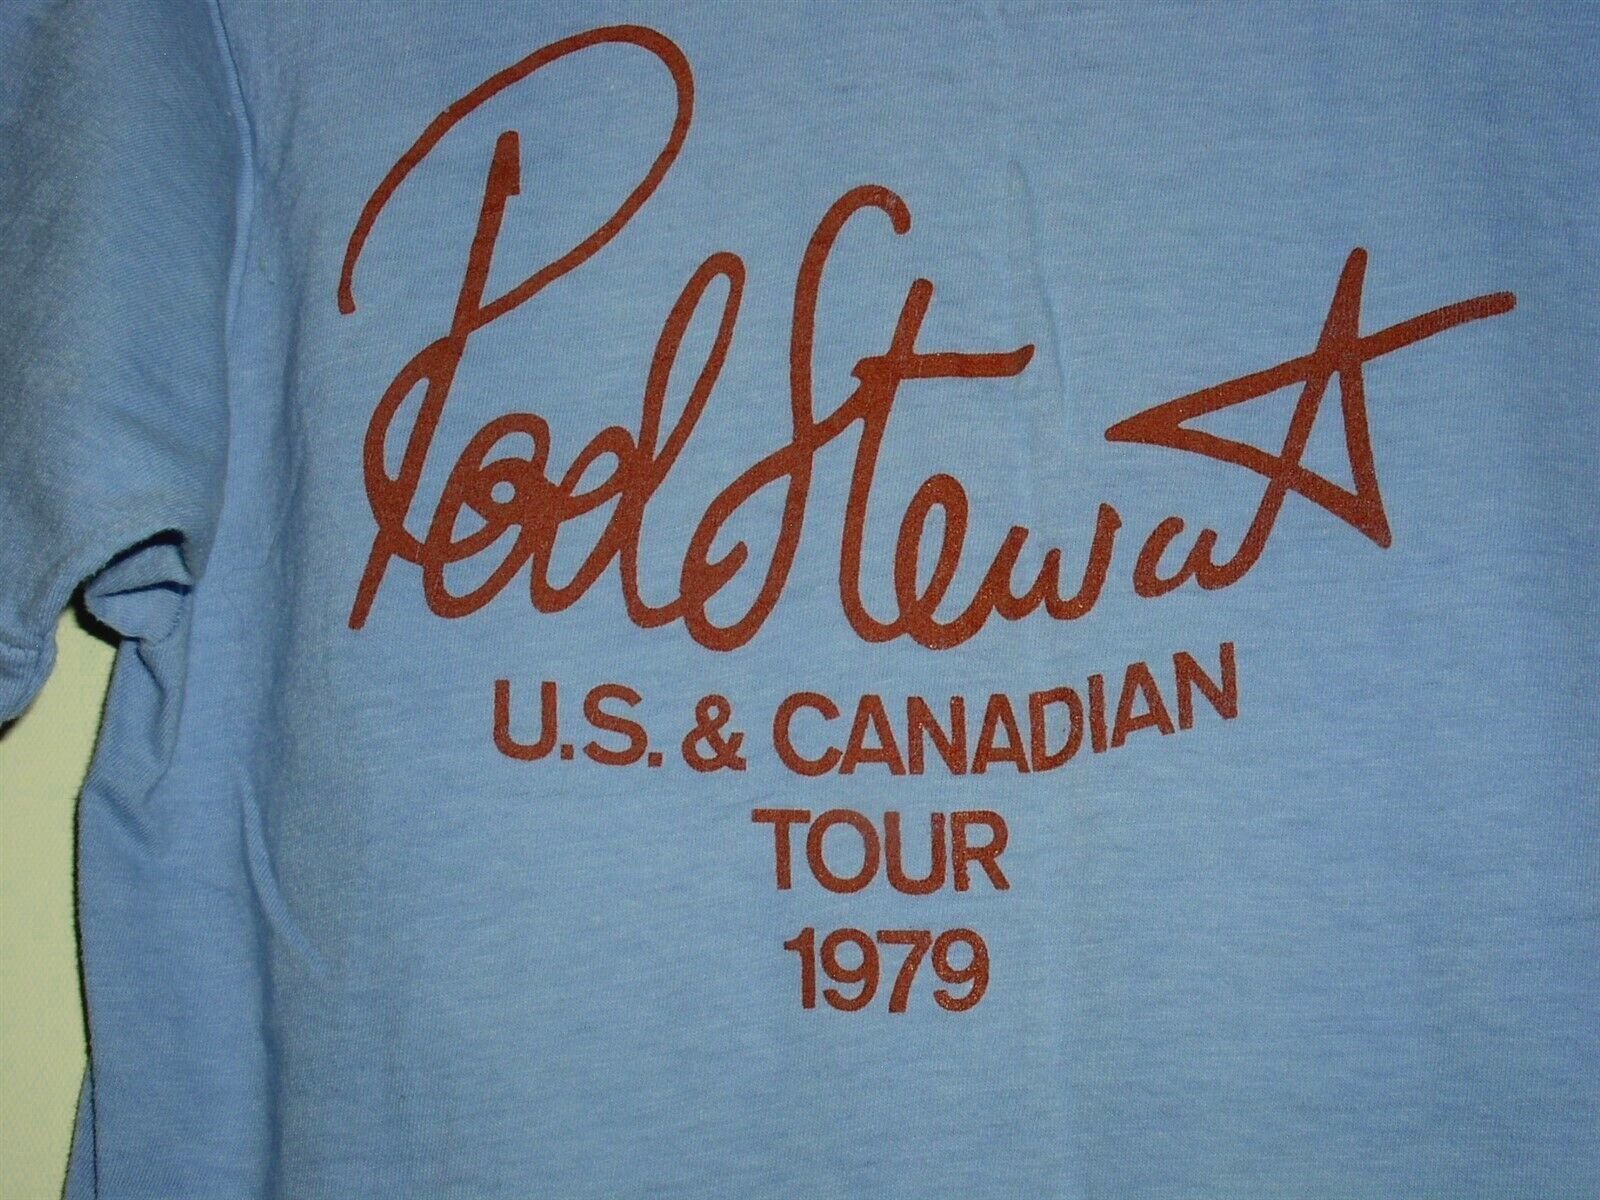 Rod Stewart
U.S. & CANADIAN
TOUR
1979